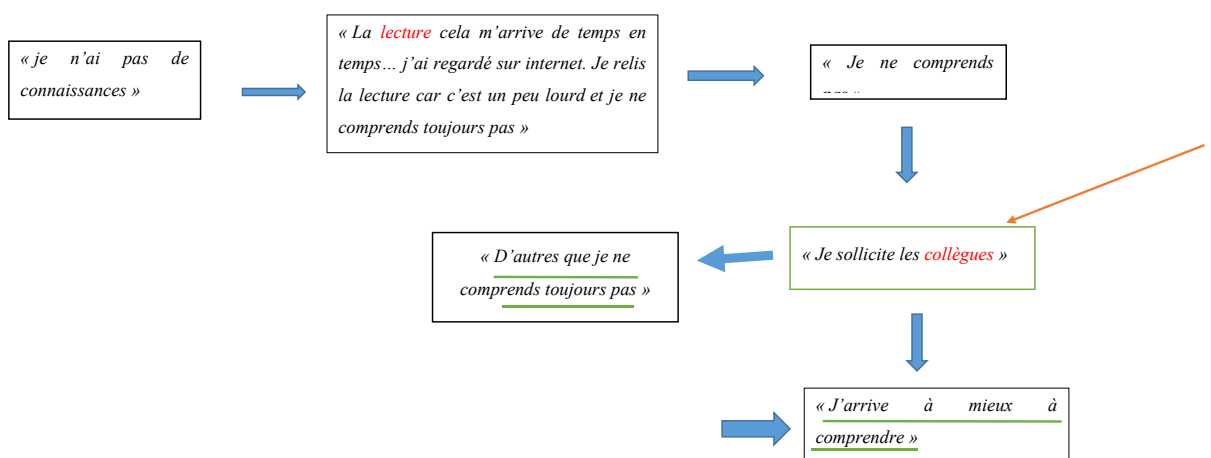 « je n'ai pas de
connaissances »
« La lecture cela m'arrive de temps en
temps… j'ai regardé sur internet. Je relis
la lecture car c'est un peu lourd et je ne
comprends toujours pas »
« Je ne comprends
« Je sollicite les collègues »
« D'autres que je ne
comprends toujours pas »
« J'arrive à mieux à
comprendre »